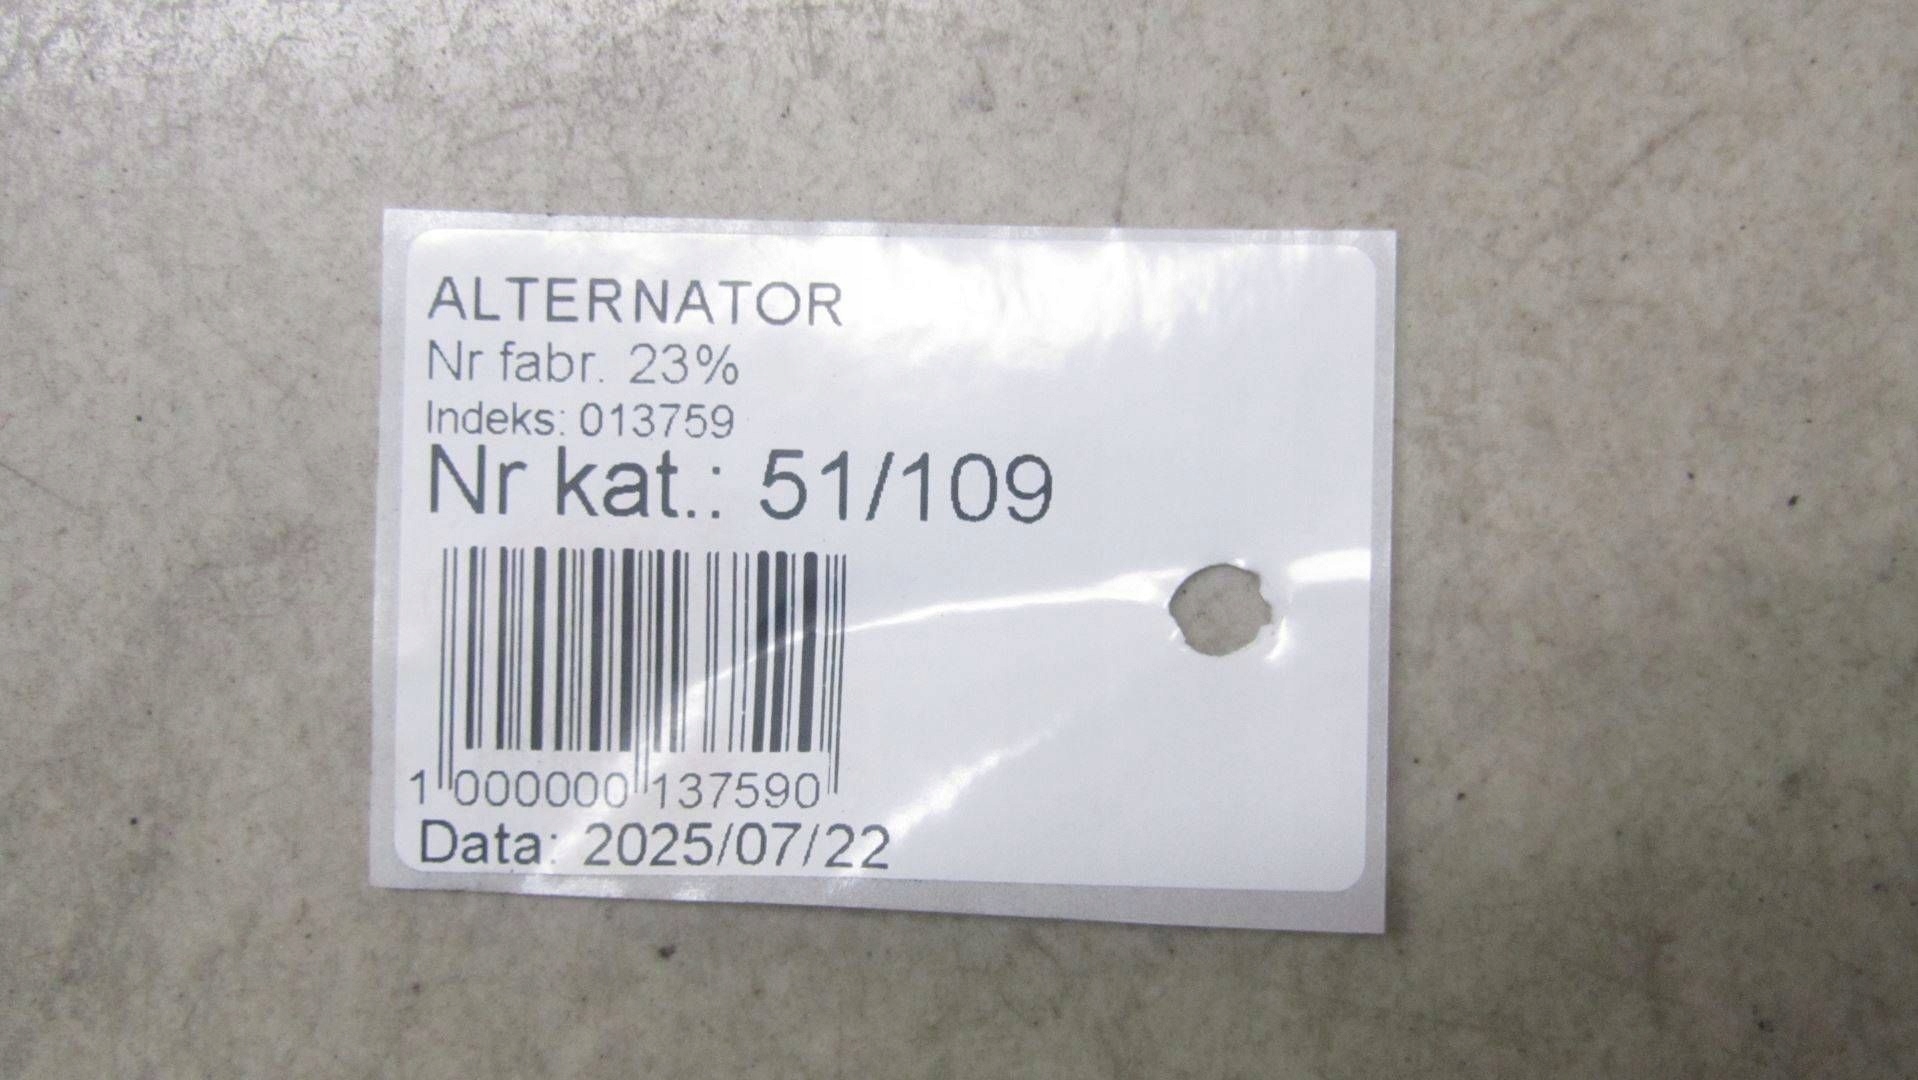 ALTERNATOR
Nr fabr. 23%
Indeks: 013759
Nr kat.: 51/109
1 000000 137590
Data: 2025/07/22